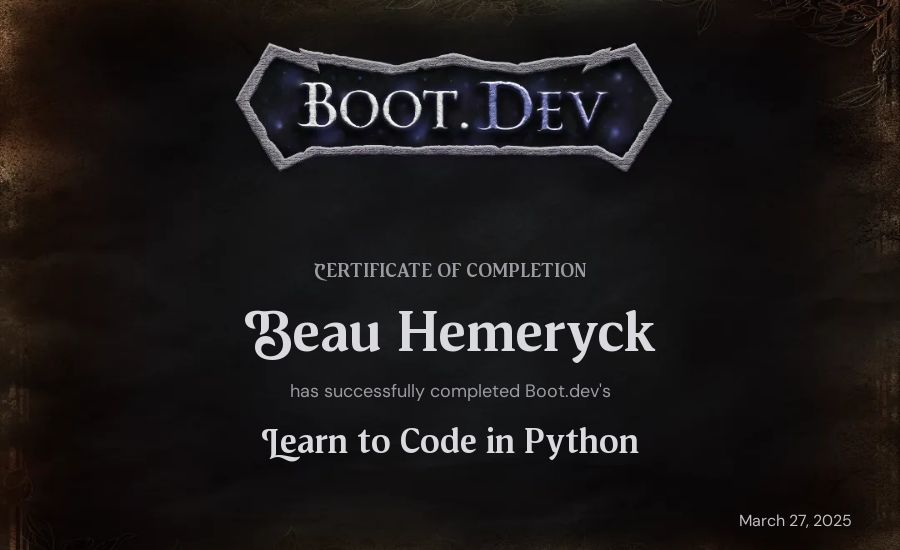 BOOT.DEV
CERTIFICATE OF COMPLETION
Beau Hemeryck
has successfully completed Boot.dev's
Learn to Code in Python
March 27, 2025